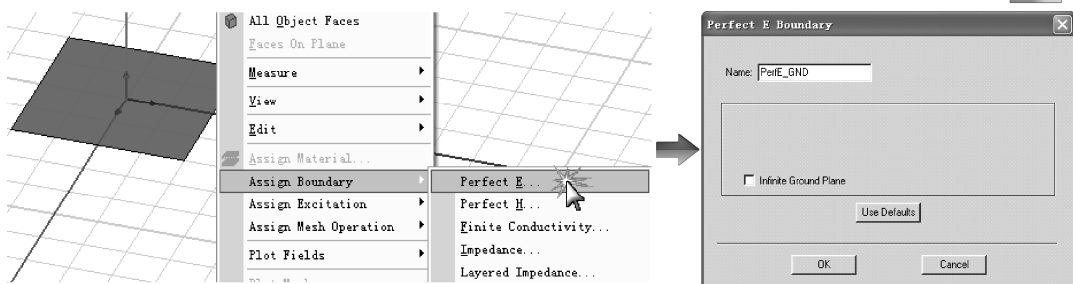 All Object Faces
Faces On Plane
Measure
View
Edit
Assign Material...
Assign Boundary
Assign Excitation
Assign Mesh Operation
Plot Fields
Perfect E...
Perfect H...
Finite Conductivity...
Impedance...
Layered Impedance...
Perfect E Boundary
Name: PerfE_GND
Infinite Ground Plane
Use Defaults
OK
Cancel